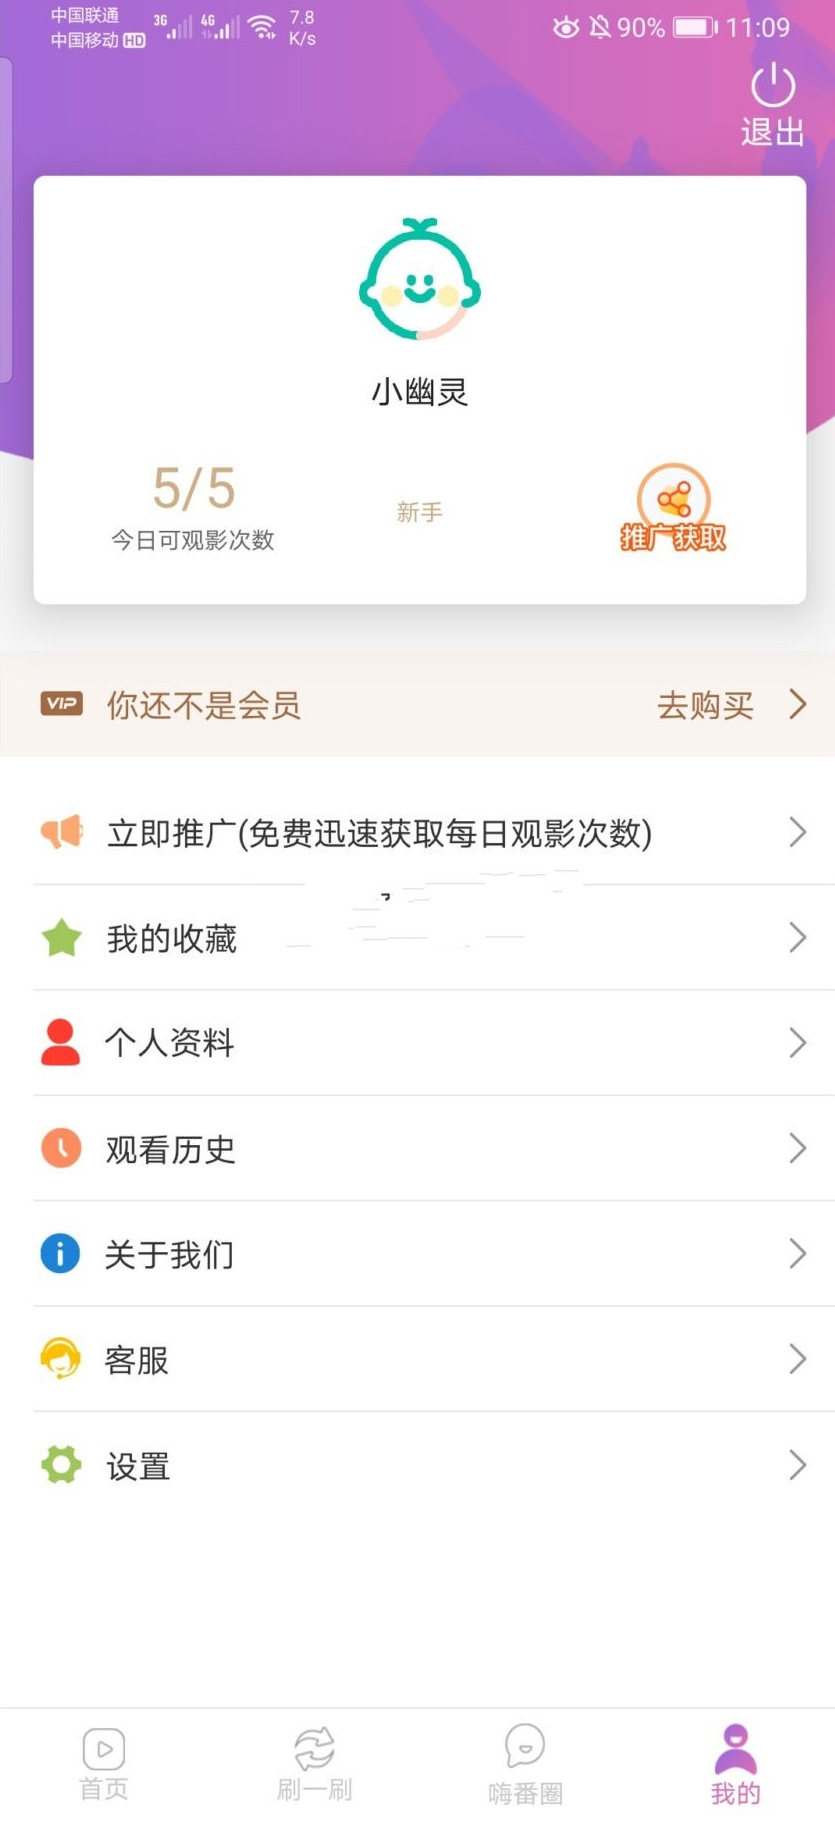 中国联通 3G 4G 7.8
中国移动 HD K/s
90% 11:09
退出
小幽灵
5/5
今日可观影次数
新手
推广获取
VIP 你还不是会员 去购买
立即推广(免费迅速获取每日观影次数)
我的收藏
个人资料
观看历史
关于我们
客服
设置
首页 刷一刷 嗨番圈 我的